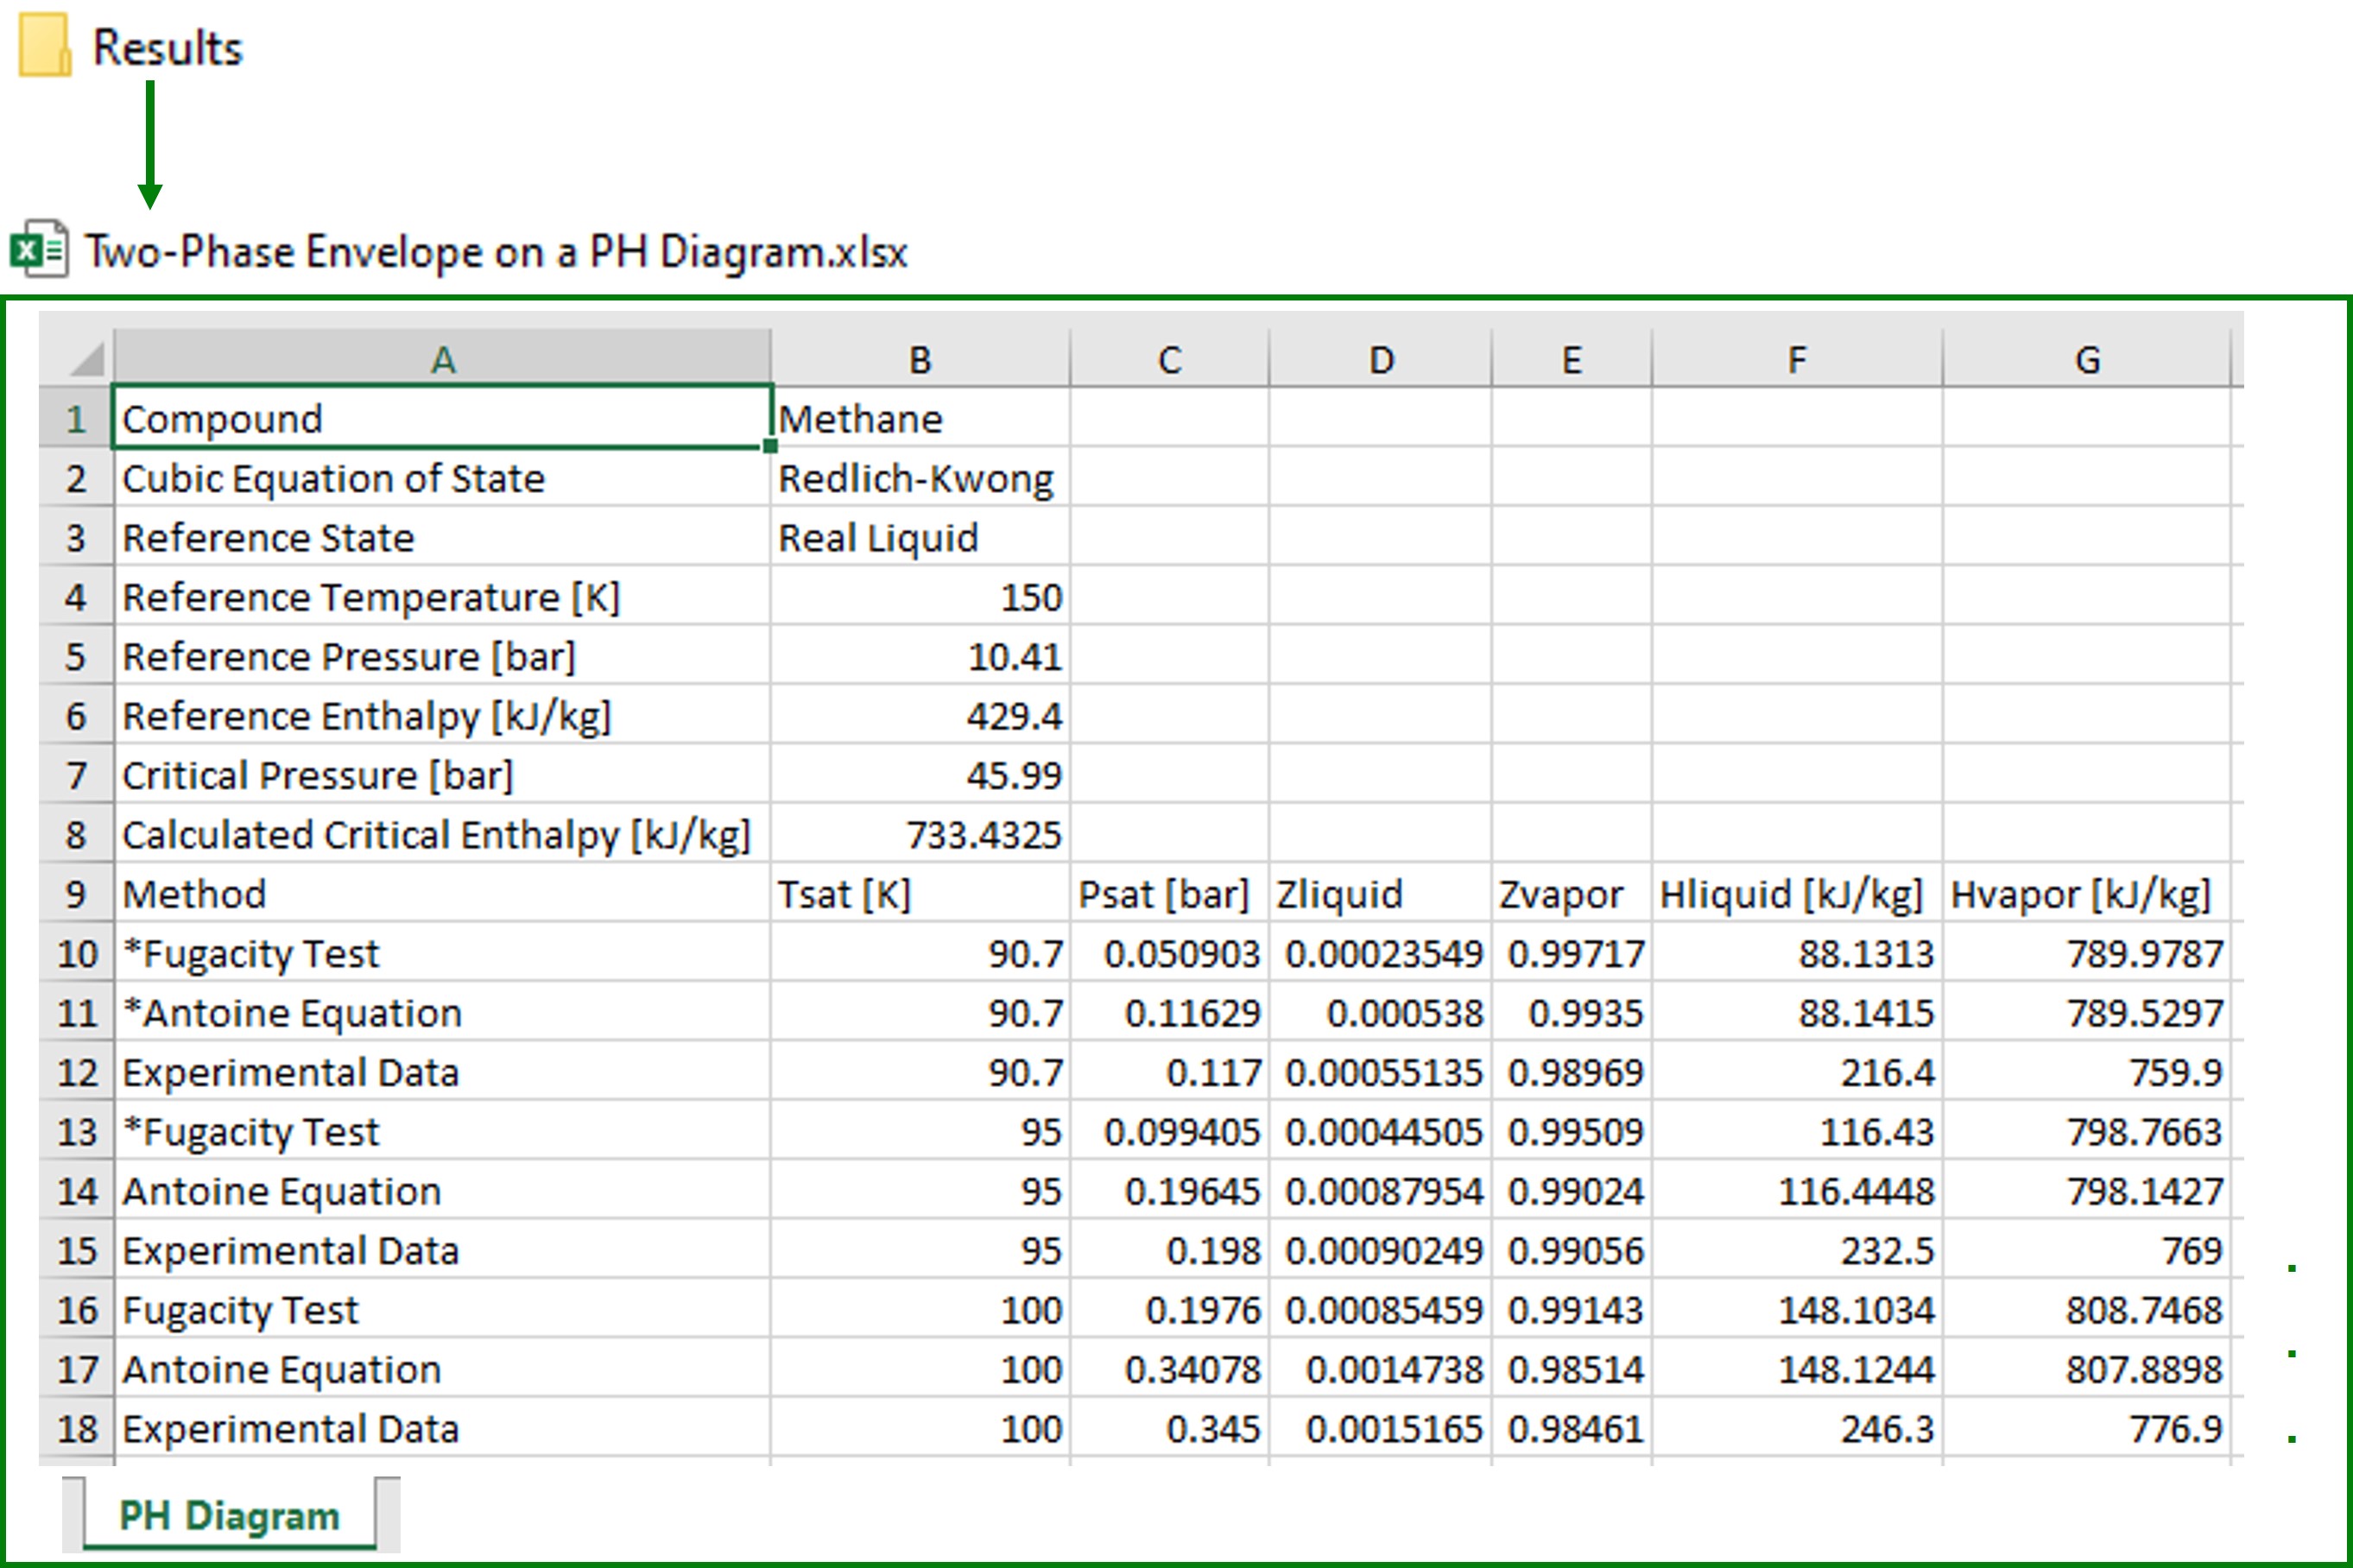 Results
Two-Phase Envelope on a PH Diagram.xlsx
A B C D E F G
1 Compound Methane
2 Cubic Equation of State Redlich-Kwong
3 Reference State Real Liquid
4 Reference Temperature [K] 150
5 Reference Pressure [bar] 10.41
6 Reference Enthalpy [kJ/kg] 429.4
7 Critical Pressure [bar] 45.99
8 Calculated Critical Enthalpy [kJ/kg] 733.4325
9 Method Tsat [K] Psat [bar] Zliquid Zvapor Hliquid [kJ/kg] Hvapor [kJ/kg]
10 *Fugacity Test 90.7 0.050903 0.00023549 0.99717 88.1313 789.9787
11 *Antoine Equation 90.7 0.11629 0.000538 0.9935 88.1415 789.5297
12 Experimental Data 90.7 0.117 0.00055135 0.98969 216.4 759.9
13 *Fugacity Test 95 0.099405 0.00044505 0.99509 116.43 798.7663
14 Antoine Equation 95 0.19645 0.00087954 0.99024 116.4448 798.1427
15 Experimental Data 95 0.198 0.00090249 0.99056 232.5 769
16 Fugacity Test 100 0.1976 0.00085459 0.99143 148.1034 808.7468
17 Antoine Equation 100 0.34078 0.0014738 0.98514 148.1244 807.8898
18 Experimental Data 100 0.345 0.0015165 0.98461 246.3 776.9
PH Diagram